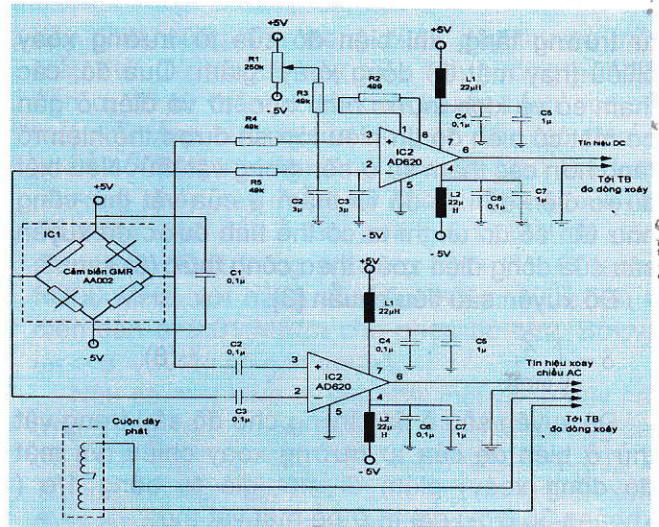 +5V
R1
250k
- 5V
R3
49k
R2
499
R4
49k
R5
49k
C2
3µ
C3
3µ
3
2
1
8
7
6
4
5
IC2
AD620
+5V
L1
22µH
C4
0,1µ
C5
1µ
L2
22µ
H
C6
0,1µ
C7
1µ
- 5V
- 5V
Tín hiệu DC
Tới TB
đo dòng xoáy
+5V
IC1
Cảm biến GMR
AA002
- 5V
C1
0,1µ
C2
0,1µ
C3
0,1µ
3
2
7
6
4
5
IC2
AD620
+5V
L1
22µH
C4
0,1µ
C5
1µ
L2
22µ
H
C6
0,1µ
C7
1µ
- 5V
Tín hiệu xoay
chiều AC
Tới TB
đo dòng xoáy
Cuộn dây
phát